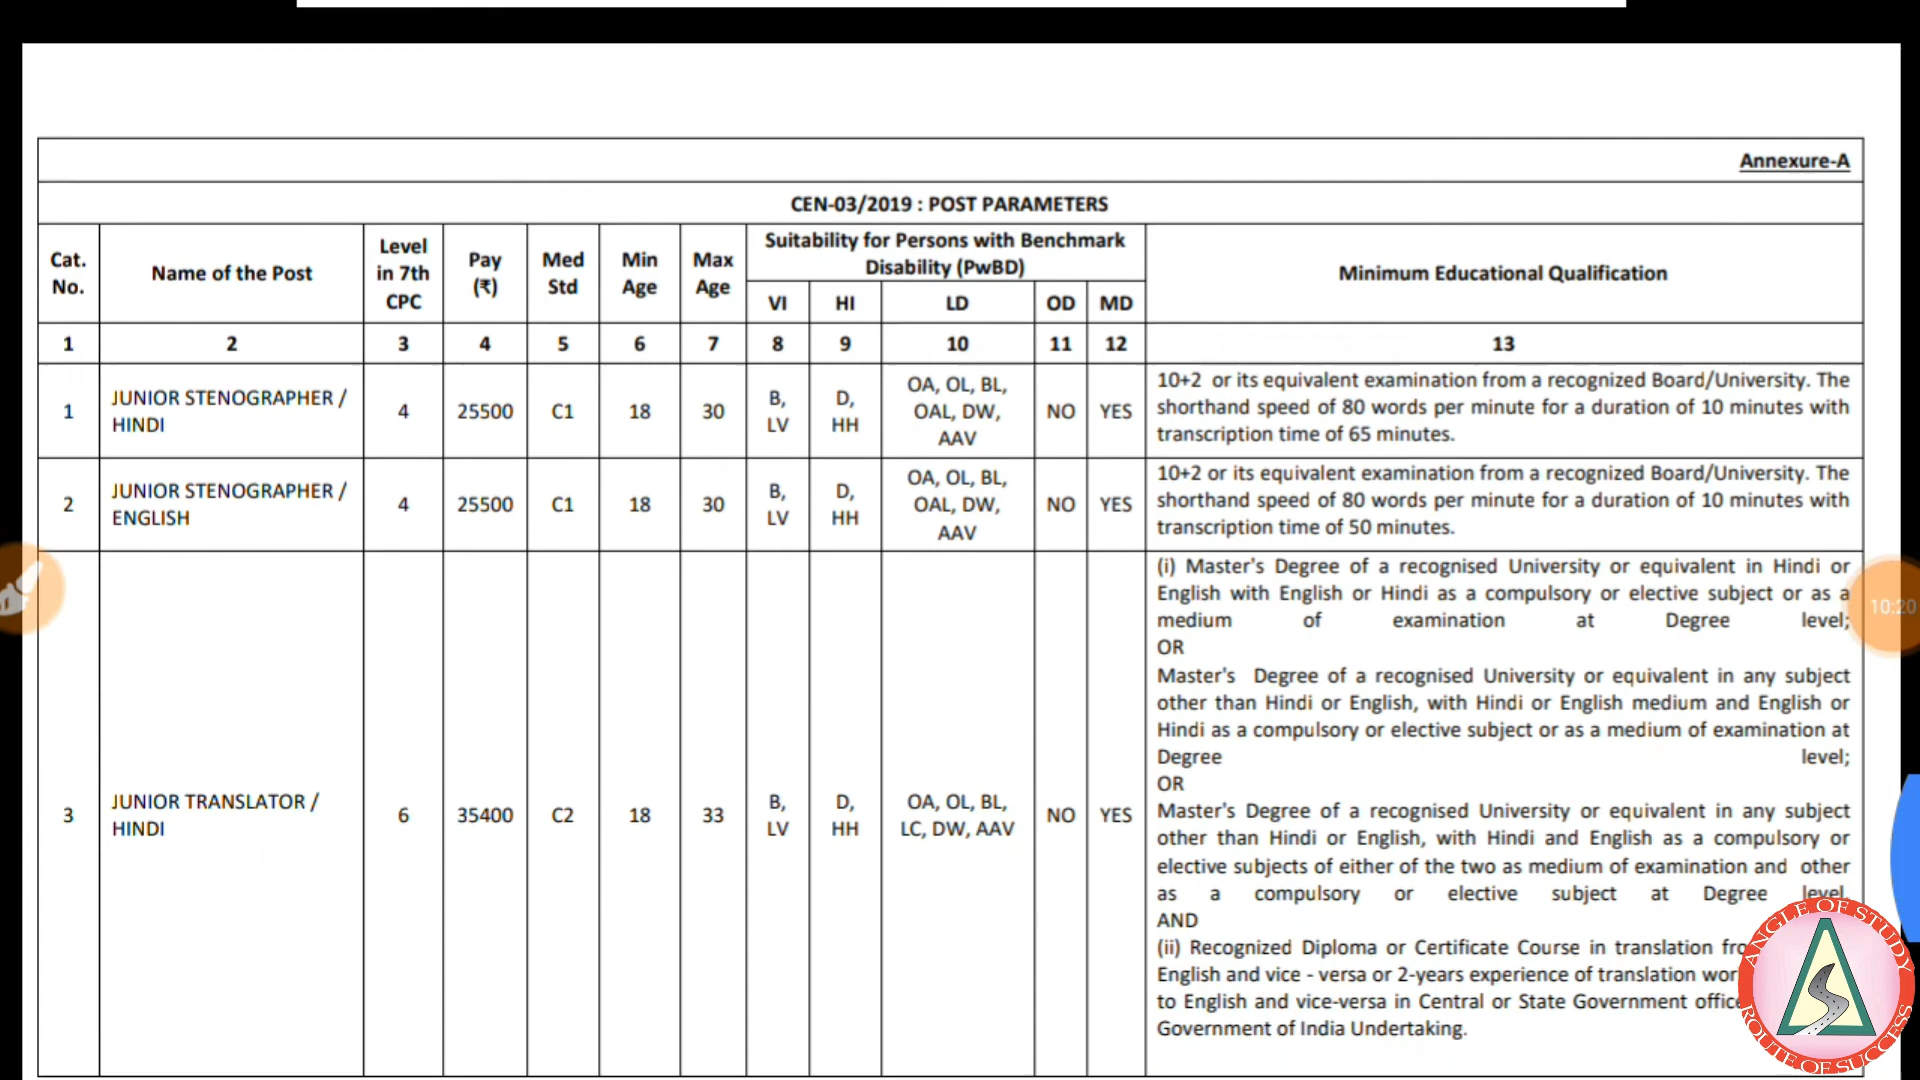 Annexure-A
CEN-03/2019 : POST PARAMETERS
Cat. No. Name of the Post Level in 7th CPC Pay (₹) Med Std Min Age Max Age Suitability for Persons with Benchmark Disability (PwBD) Minimum Educational Qualification
VI HI LD OD MD
1 2 3 4 5 6 7 8 9 10 11 12 13
1 JUNIOR STENOGRAPHER / HINDI 4 25500 C1 18 30 B, LV D, HH OA, OL, BL, OAL, DW, AAV NO YES
10+2 or its equivalent examination from a recognized Board/University. The
shorthand speed of 80 words per minute for a duration of 10 minutes with
transcription time of 65 minutes.
2 JUNIOR STENOGRAPHER / ENGLISH 4 25500 C1 18 30 B, LV D, HH OA, OL, BL, OAL, DW, AAV NO YES
10+2 or its equivalent examination from a recognized Board/University. The
shorthand speed of 80 words per minute for a duration of 10 minutes with
transcription time of 50 minutes.
3 JUNIOR TRANSLATOR / HINDI 6 35400 C2 18 33 B, LV D, HH OA, OL, BL, LC, DW, AAV NO YES
(i) Master's Degree of a recognised University or equivalent in Hindi or
English with English or Hindi as a compulsory or elective subject or as a
medium of examination at Degree level;
OR
Master's Degree of a recognised University or equivalent in any subject
other than Hindi or English, with Hindi or English medium and English or
Hindi as a compulsory or elective subject or as a medium of examination at
Degree level;
OR
Master's Degree of a recognised University or equivalent in any subject
other than Hindi or English, with Hindi and English as a compulsory or
elective subjects of either of the two as medium of examination and other
as a compulsory or elective subject at Degree level.
AND
(ii) Recognized Diploma or Certificate Course in translation
English and vice - versa or 2-years experience of translation
to English and vice-versa in Central or State Government
Government of India Undertaking.
10:20
ANGLE OF STUDY
ROUTE OF SUCCESS